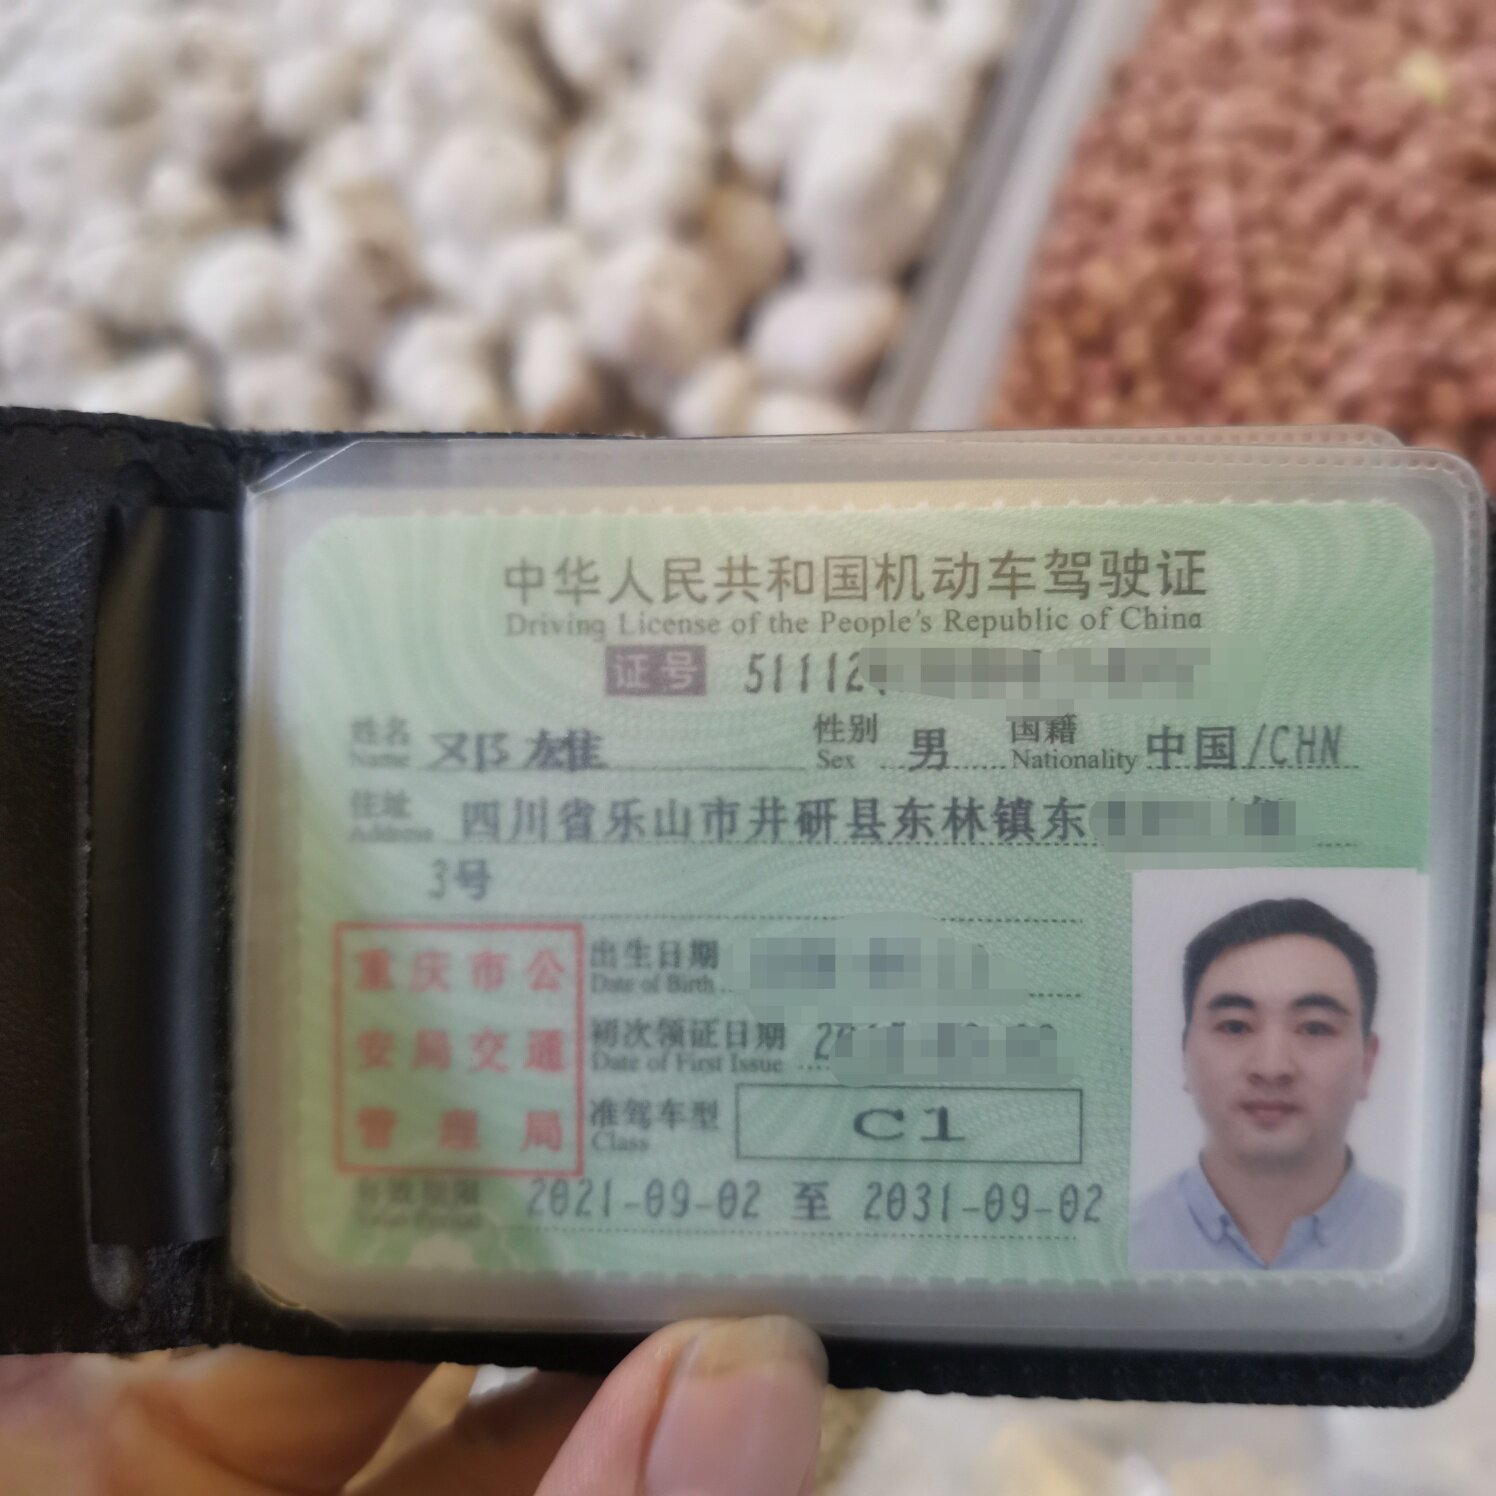 中华人民共和国机动车驾驶证
Driving License of the People's Republic of China
证号 51112
姓名 邓雄 性别 男 国籍 中国/CHN
Name Sex Nationality
住址 四川省乐山市井研县东林镇东
Address
3号
重庆市公
安局交通
管理局
出生日期
Date of Birth
初次领证日期 2
Date of First Issue
准驾车型 C1
Class
有效期限 2021-09-02 至 2031-09-02